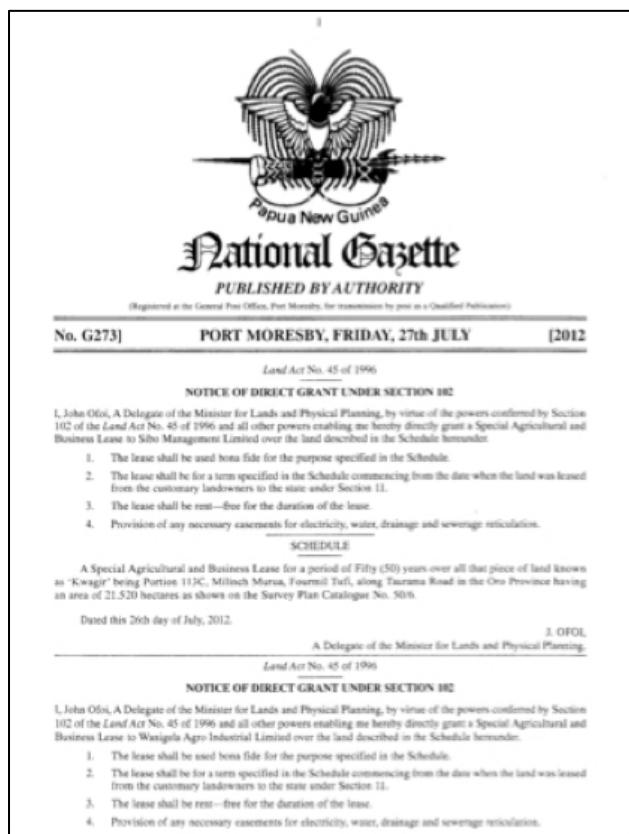 Papua New Guinea
National Gazette
PUBLISHED BY AUTHORITY
(Registered at the General Post Office, Port Moresby, for transmission by post as a Qualified Publication)
No. G273] PORT MORESBY, FRIDAY, 27th JULY [2012
Land Act No. 45 of 1996
NOTICE OF DIRECT GRANT UNDER SECTION 102
I, John Ofoi, A Delegate of the Minister for Lands and Physical Planning, by virtue of the powers conferred by Section
102 of the Land Act No. 45 of 1996 and all other powers enabling me hereby directly grant a Special Agricultural and
Business Lease to Sibo Management Limited over the land described in the Schedule hereunder.
1. The lease shall be used bona fide for the purpose specified in the Schedule.
2. The lease shall be for a term specified in the Schedule commencing from the date when the land was leased
from the customary landowners to the state under Section 11.
3. The lease shall be rent—free for the duration of the lease.
4. Provision of any necessary easements for electricity, water, drainage and sewerage reticulation.
SCHEDULE
A Special Agricultural and Business Lease for a period of Fifty (50) years over all that piece of land known
as 'Kwagir' being Portion 113C, Milinch Murua, Fourmil Tufi, along Taurama Road in the Oro Province having
an area of 21.520 hectares as shown on the Survey Plan Catalogue No. 50/6.
Dated this 26th day of July, 2012.
J. OFOI,
A Delegate of the Minister for Lands and Physical Planning.
Land Act No. 45 of 1996
NOTICE OF DIRECT GRANT UNDER SECTION 102
I, John Ofoi, A Delegate of the Minister for Lands and Physical Planning, by virtue of the powers conferred by Section
102 of the Land Act No. 45 of 1996 and all other powers enabling me hereby directly grant a Special Agricultural and
Business Lease to Wanigela Agro Industrial Limited over the land described in the Schedule hereunder.
1. The lease shall be used bona fide for the purpose specified in the Schedule.
2. The lease shall be for a term specified in the Schedule commencing from the date when the land was leased
from the customary landowners to the state under Section 11.
3. The lease shall be rent—free for the duration of the lease.
4. Provision of any necessary easements for electricity, water, drainage and sewerage reticulation.